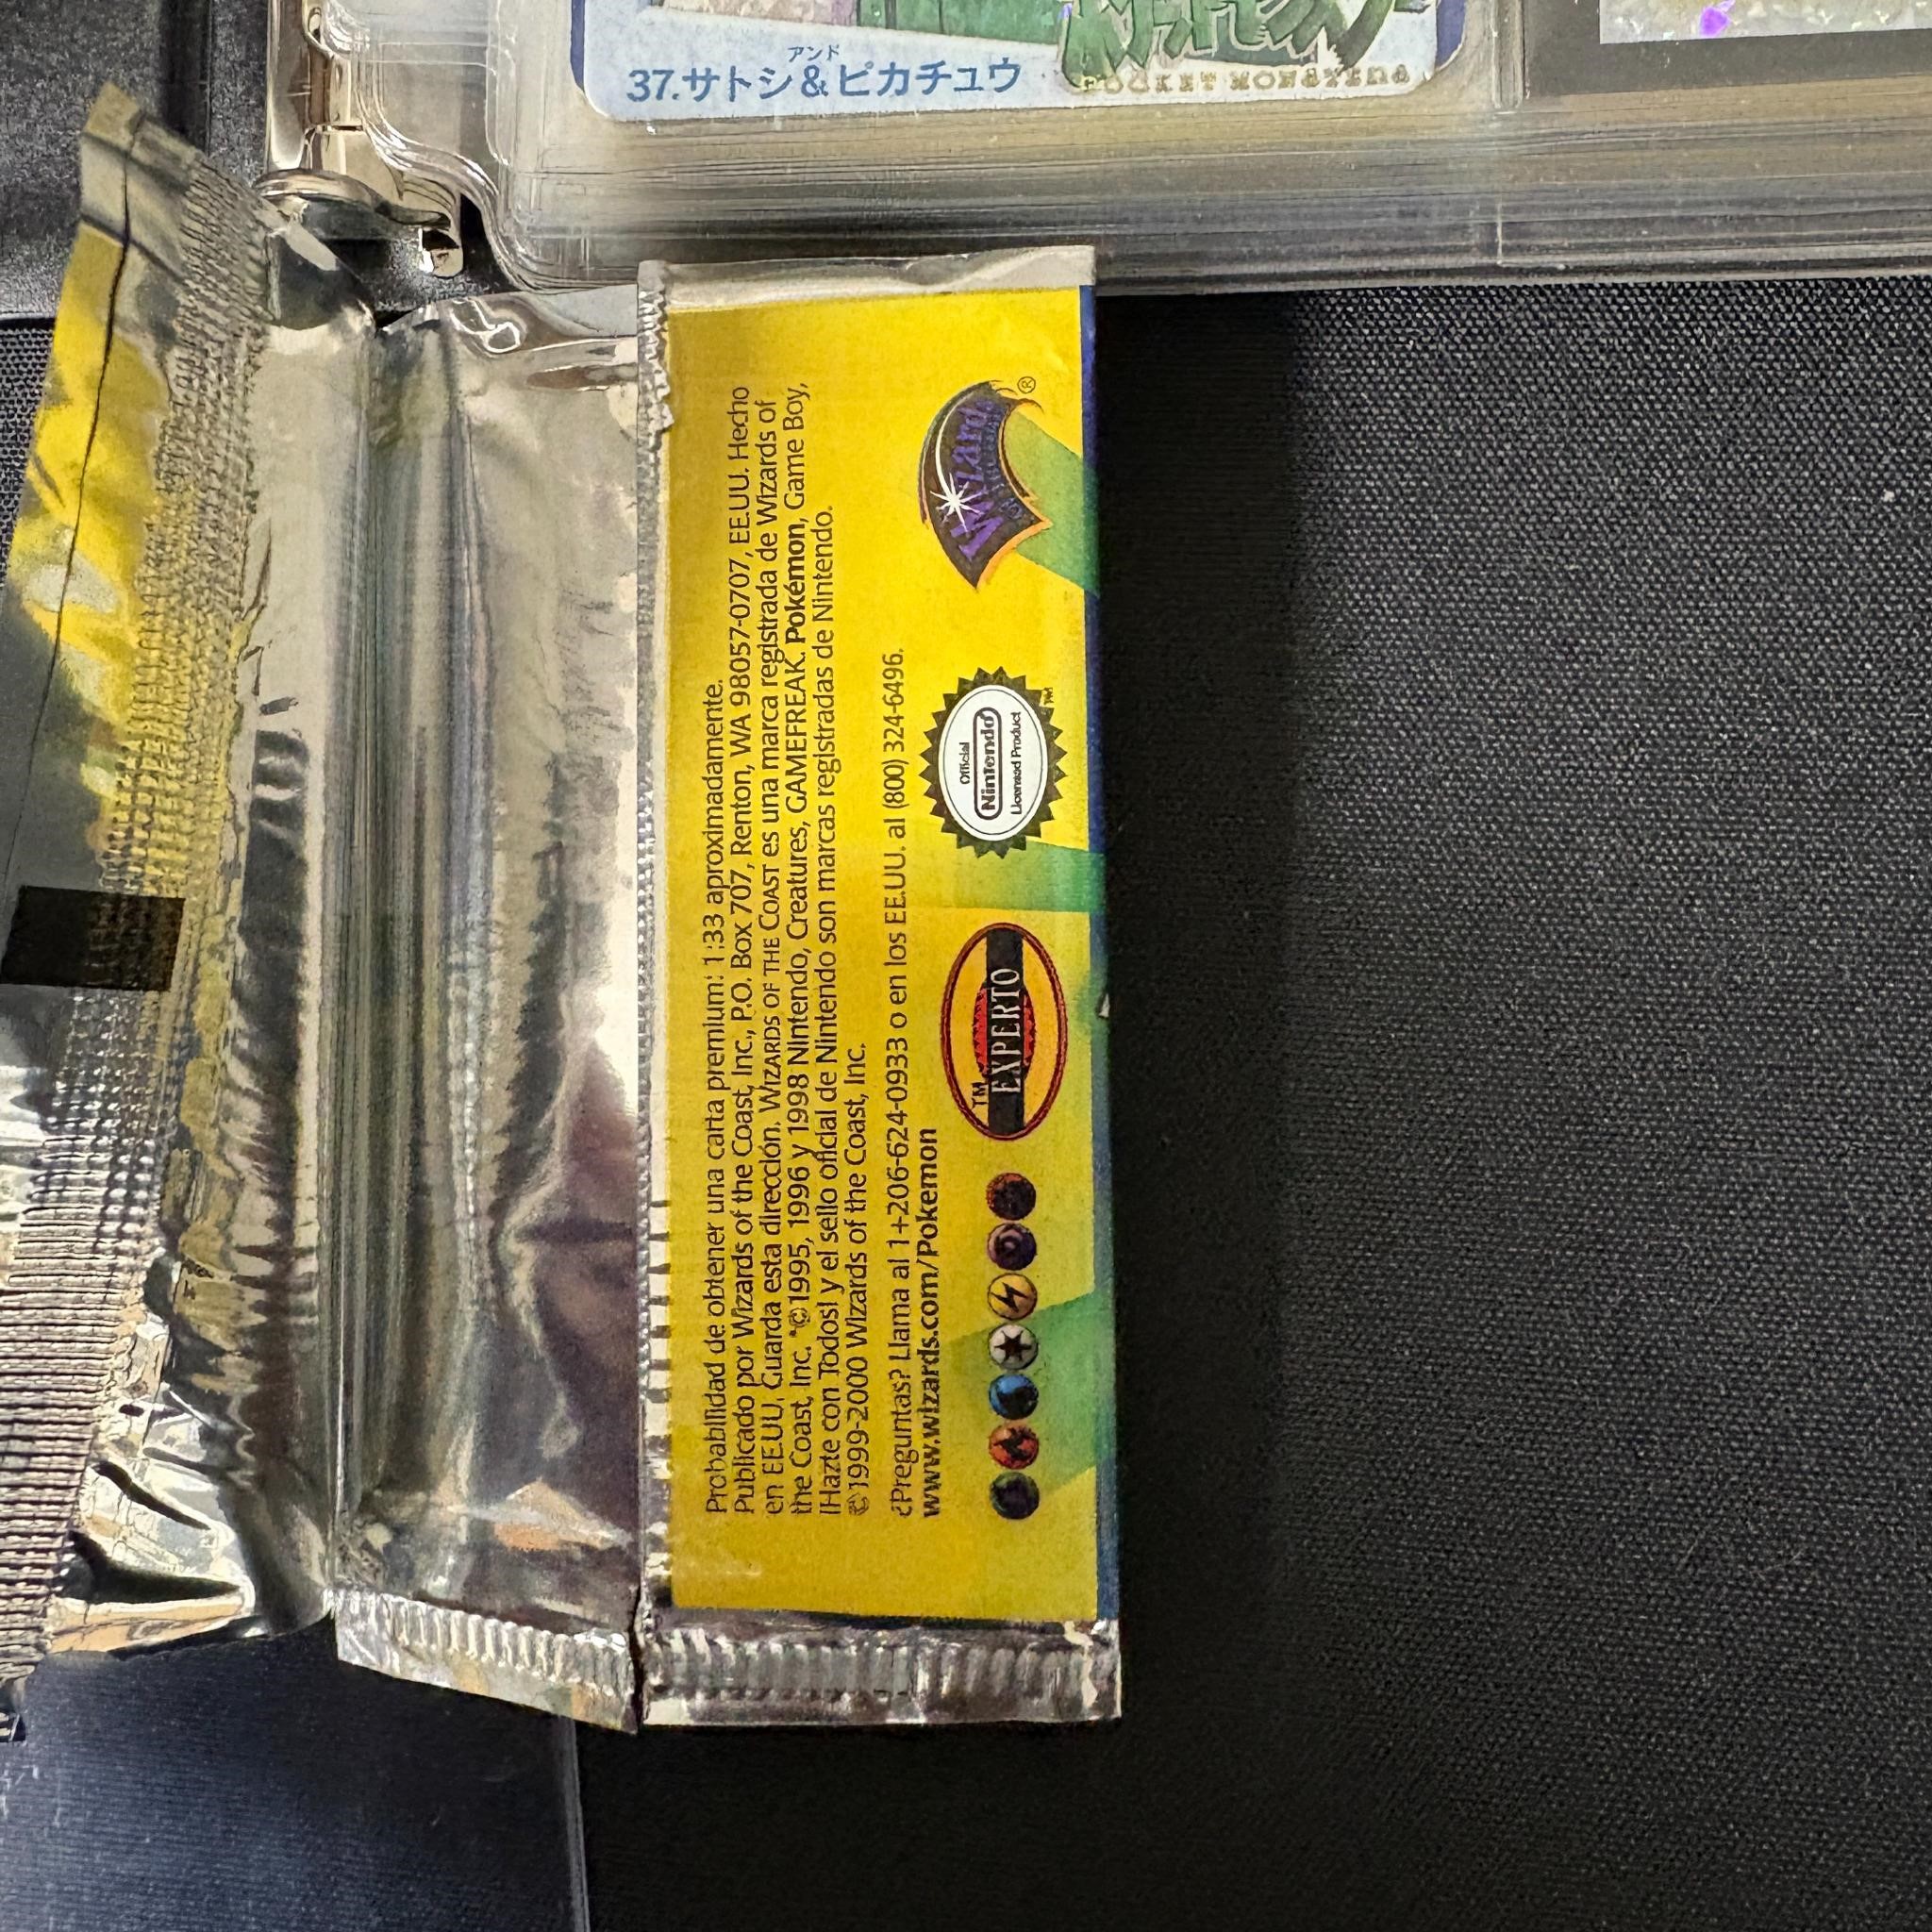 アンド
37.サトシ&ピカチュウ
POCKET MONSTERS
Probabilidad de obtener una carta premium: 1:33 aproximadamente.
Publicado por Wizards of the Coast, Inc., P.O. Box 707, Renton, WA 98057-0707, EE.UU. Hecho
en EE.UU. Guarda esta dirección. WIZARDS OF THE COAST es una marca registrada de Wizards of
the Coast, Inc. *© 1995, 1996 y 1998 Nintendo, Creatures, GAMEFREAK. Pokémon, Game Boy,
¡Hazte con Todos! y el sello oficial de Nintendo son marcas registradas de Nintendo.
© 1999-2000 Wizards of the Coast, Inc.
¿Preguntas? Llama al 1+206-624-0933 o en los EE.UU. al (800) 324-6496.
www.wizards.com/Pokemon
EXPERTO
TM
Official
Nintendo®
Licensed Product
TM
Wizards
®